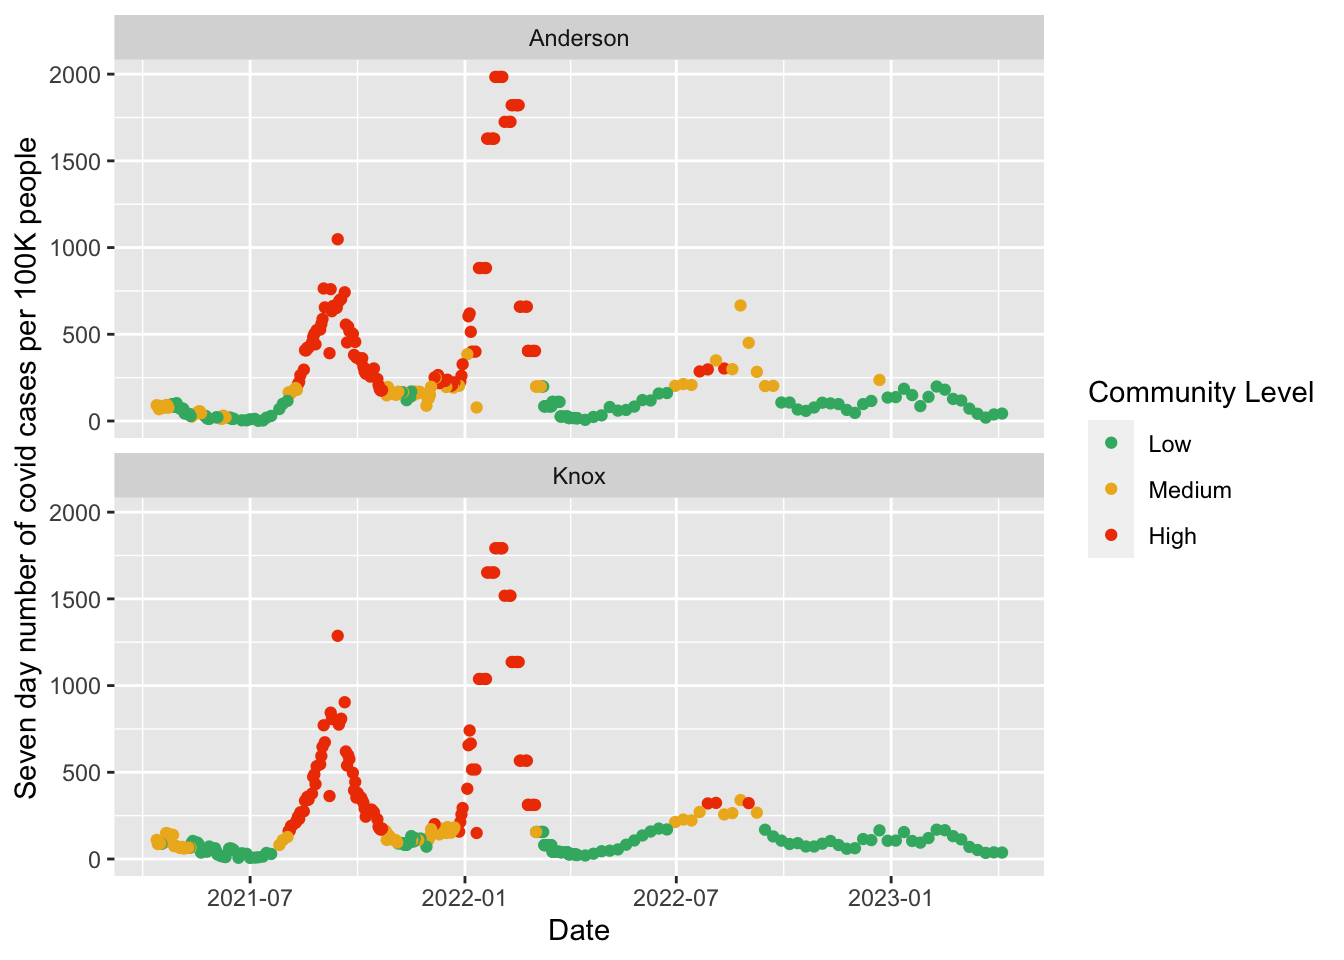 Anderson
2000
1500
1000
500
0
Knox
2000
1500
1000
500
0
2021-07 2022-01 2022-07 2023-01
Date
Seven day number of covid cases per 100K people
Community Level
Low
Medium
High